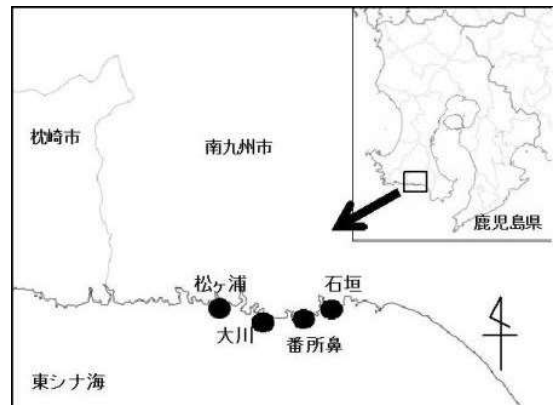 枕崎市
南九州市
鹿児島県
松ヶ浦
石垣
大川
番所鼻
東シナ海